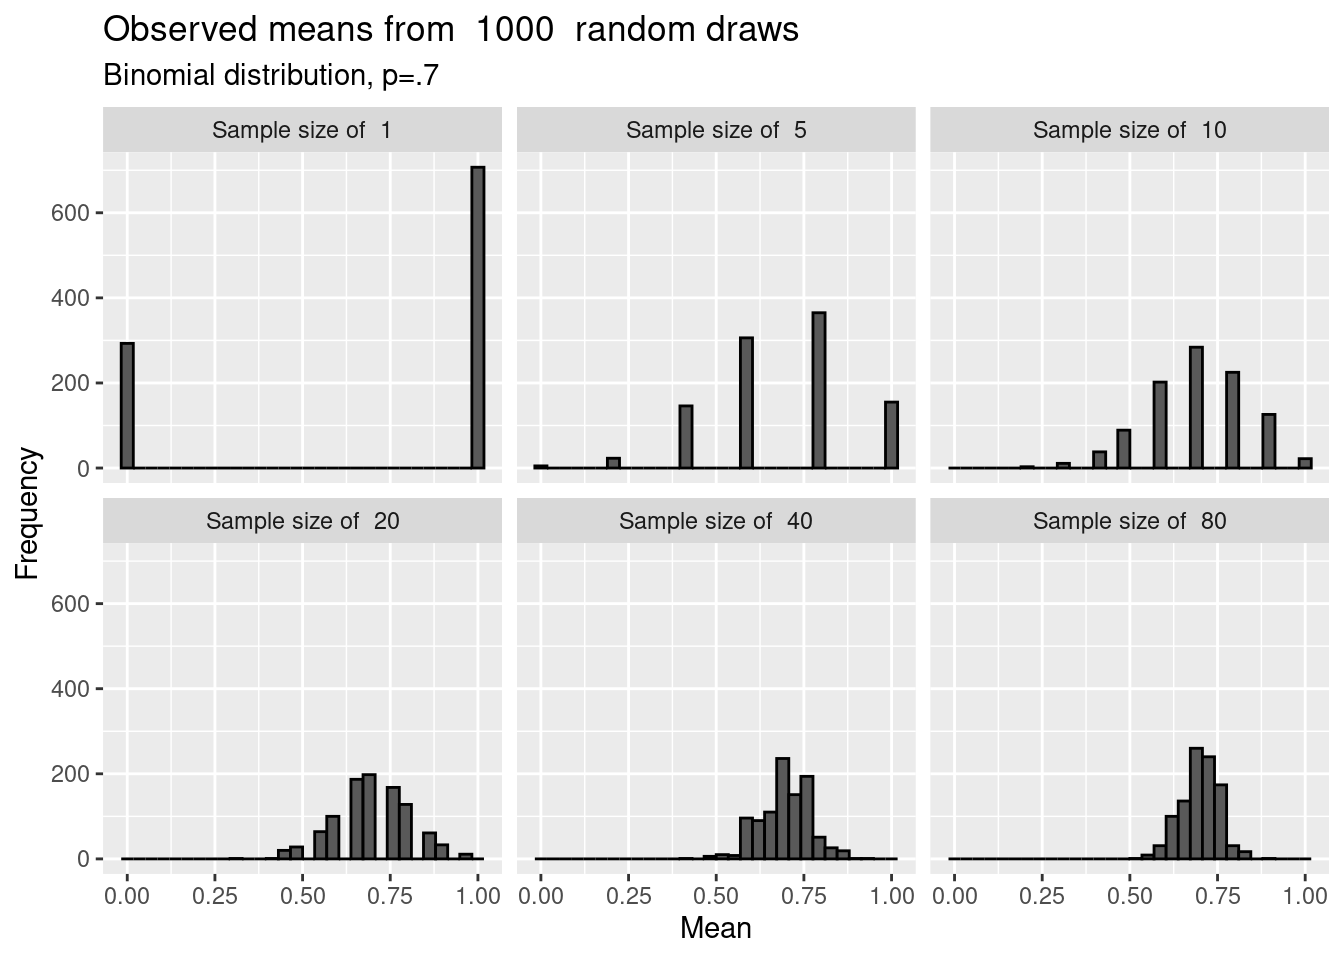 Observed means from  1000  random draws
Binomial distribution, p=.7
Sample size of  1
Sample size of  5
Sample size of  10
600
400
200
0
Sample size of  20
Sample size of  40
Sample size of  80
600
400
200
0
0.00 0.25 0.50 0.75 1.00
0.00 0.25 0.50 0.75 1.00
0.00 0.25 0.50 0.75 1.00
Mean
Frequency